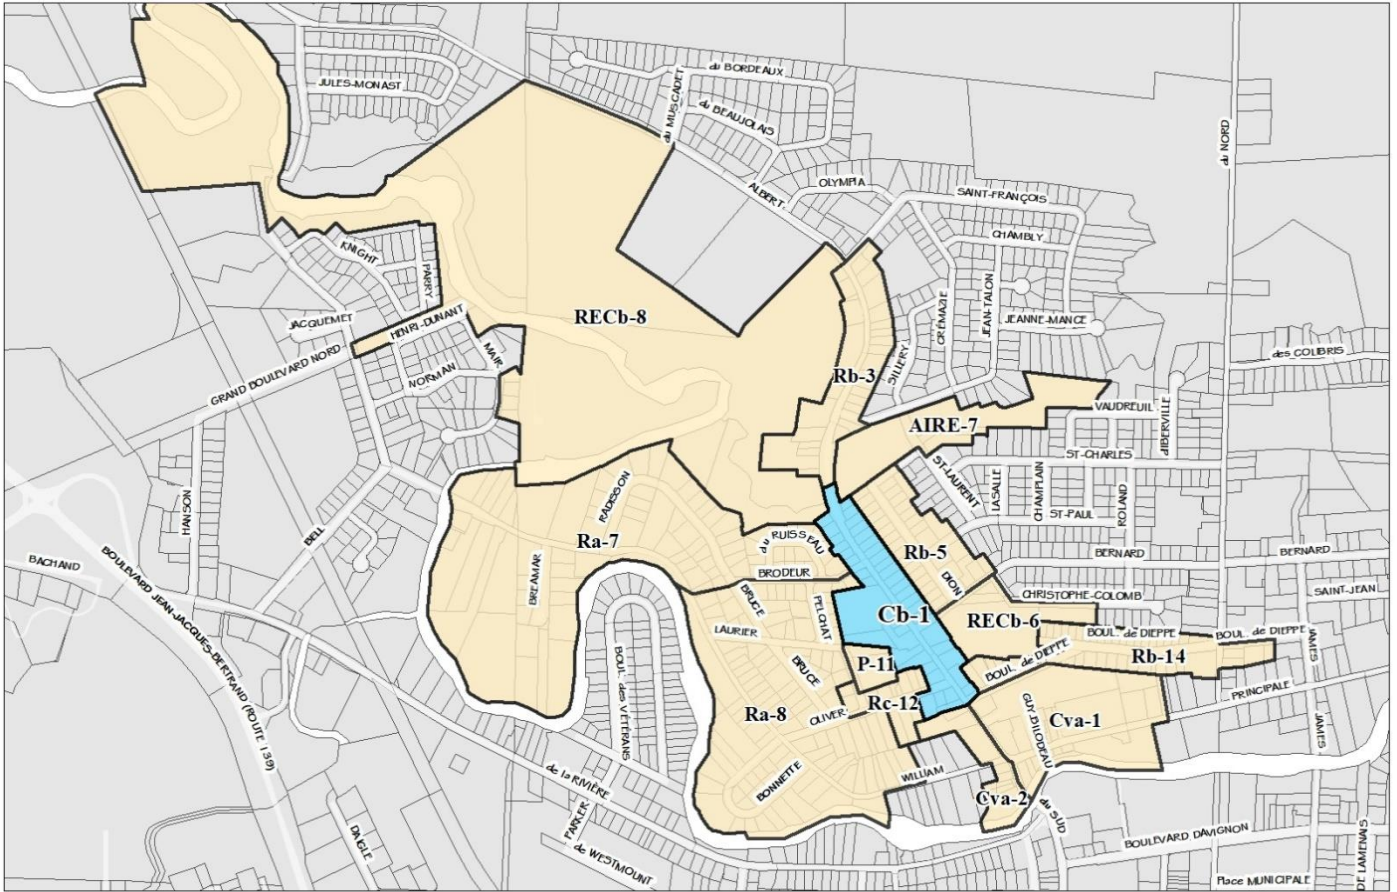 JULES-MONAST
du BORDEAUX
du MUSCADET
du BEAUJOLAIS
du NORD
ALBERT
OLYMPIA
SAINT-FRANÇOIS
CHAMBLY
KNIGHT
PARRY
JACQUEMET
HENRI-DUNANT
GRAND BOULEVARD NORD
MAIR
NORMAN
RECb-8
CRÉMAZIE
JEAN-TALON
JEANNE-MANCE
SILLERY
des COLIBRIS
Rb-3
AIRE-7
VAUDREUIL
D'IBERVILLE
ST-CHARLES
ST-LAURENT
LASALLE
CHAMPLAIN
ROLAND
ST-PAUL
HANSON
BELL
RADISSON
Ra-7
du RUISSEAU
Rb-5
BERNARD
BERNARD
BACHAND
BOULEVARD JEAN-JACQUES-BERTRAND (ROUTE 139)
BREAMAR
BRODEUR
DION
CHRISTOPHE-COLOMB
SAINT-JEAN
BRUCE
PELCHAT
Cb-1
RECb-6
LAURIER
BOUL. de DIEPPE
BOUL. de DIEPPE
JAMES
BRUCE
P-11
BOUL. de DIEPPE
Rb-14
PRINCIPALE
BOUL. des VÉTÉRANS
Ra-8
OLIVER
Rc-12
GUY-BILODEAU
Cva-1
JAMES
de la RIVIÈRE
BONNETTE
WILLIAM
Cva-2
du SUD
PARKER
DAIGLE
de WESTMOUNT
BOULEVARD DAVIGNON
DE LAMENNAIS
Place MUNICIPALE